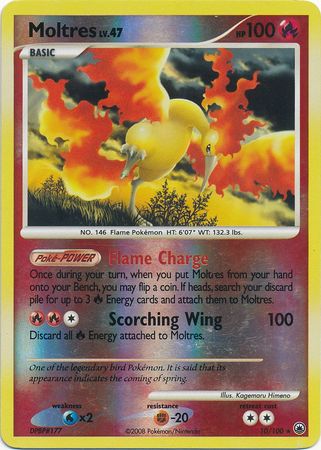 Moltres LV.47 HP 100
BASIC
NO. 146 Flame Pokémon HT: 6'07" WT: 132.3 lbs.
Poké-POWER Flame Charge
Once during your turn, when you put Moltres from your hand
onto your Bench, you may flip a coin. If heads, search your discard
pile for up to 3 Energy cards and attach them to Moltres.
Scorching Wing 100
Discard all Energy attached to Moltres.
One of the legendary bird Pokémon. It is said that its
appearance indicates the coming of spring.
Illus. Kagemaru Himeno
weakness resistance retreat cost
×2 -20
DPBP#177 ©2008 Pokémon/Nintendo 10/100 ★